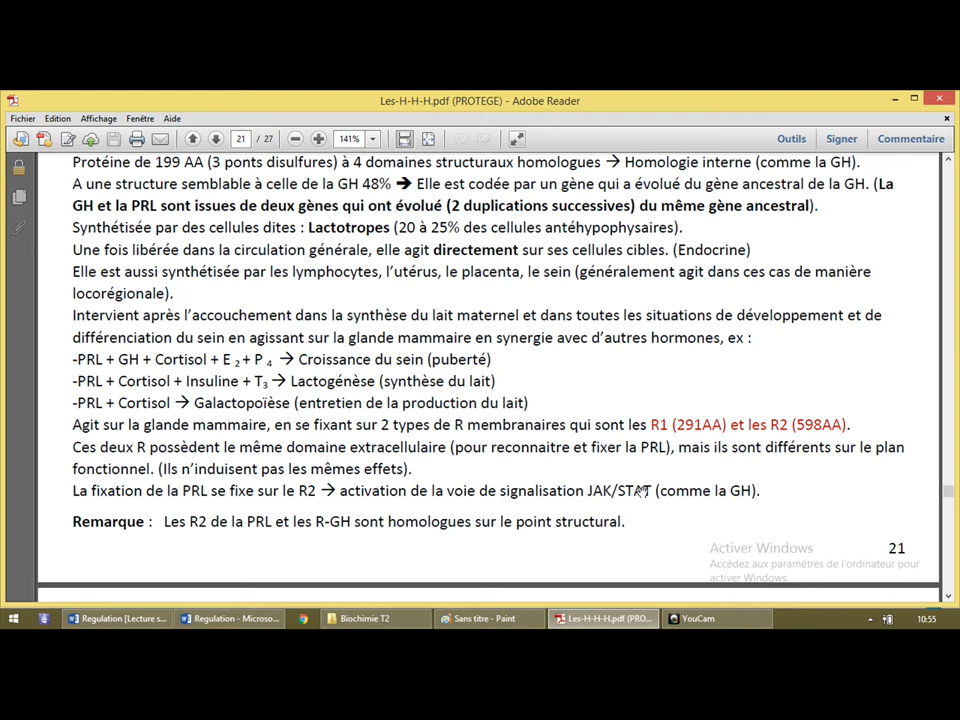 Les-H-H-H.pdf (PROTEGE) - Adobe Reader
Fichier Edition Affichage Fenêtre Aide
21 / 27 141% Outils Signer Commentaire
Protéine de 199 AA (3 ponts disulfures) à 4 domaines structuraux homologues → Homologie interne (comme la GH).
A une structure semblable à celle de la GH 48% ➔ Elle est codée par un gène qui a évolué du gène ancestral de la GH. (La
GH et la PRL sont issues de deux gènes qui ont évolué (2 duplications successives) du même gène ancestral).
Synthétisée par des cellules dites : Lactotropes (20 à 25% des cellules antéhypophysaires).
Une fois libérée dans la circulation générale, elle agit directement sur ses cellules cibles. (Endocrine)
Elle est aussi synthétisée par les lymphocytes, l'utérus, le placenta, le sein (généralement agit dans ces cas de manière
locorégionale).
Intervient après l'accouchement dans la synthèse du lait maternel et dans toutes les situations de développement et de
différenciation du sein en agissant sur la glande mammaire en synergie avec d'autres hormones, ex :
-PRL + GH + Cortisol + E 2 + P 4 → Croissance du sein (puberté)
-PRL + Cortisol + Insuline + T3 → Lactogénèse (synthèse du lait)
-PRL + Cortisol → Galactopoïèse (entretien de la production du lait)
Agit sur la glande mammaire, en se fixant sur 2 types de R membranaires qui sont les R1 (291AA) et les R2 (598AA).
Ces deux R possèdent le même domaine extracellulaire (pour reconnaitre et fixer la PRL), mais ils sont différents sur le plan
fonctionnel. (Ils n'induisent pas les mêmes effets).
La fixation de la PRL se fixe sur le R2 → activation de la voie de signalisation JAK/STAT (comme la GH).
Remarque : Les R2 de la PRL et les R-GH sont homologues sur le point structural.
Activer Windows
21
Accédez aux paramètres de l'ordinateur pour
activer Windows.
Regulation [Lecture s... Regulation - Microso... Biochimie T2 Sans titre - Paint Les-H-H-H.pdf (PRO... YouCam 10:55